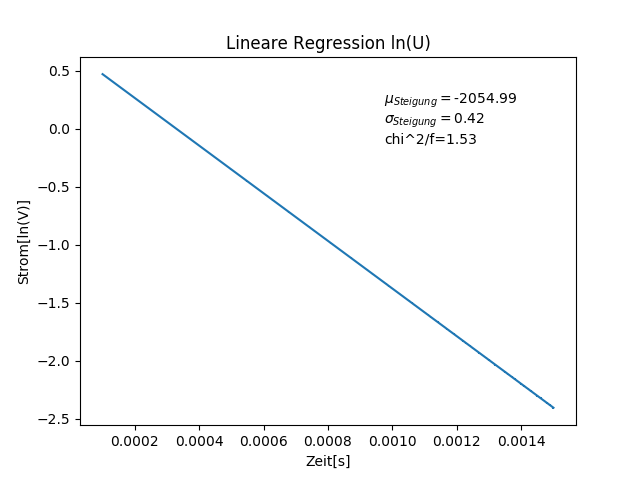 Lineare Regression ln(U)
0.5
0.0
−0.5
−1.0
−1.5
−2.0
−2.5
Strom[ln(V)]
μSteigung = -2054.99
σSteigung = 0.42
chi^2/f=1.53
0.0002 0.0004 0.0006 0.0008 0.0010 0.0012 0.0014
Zeit[s]